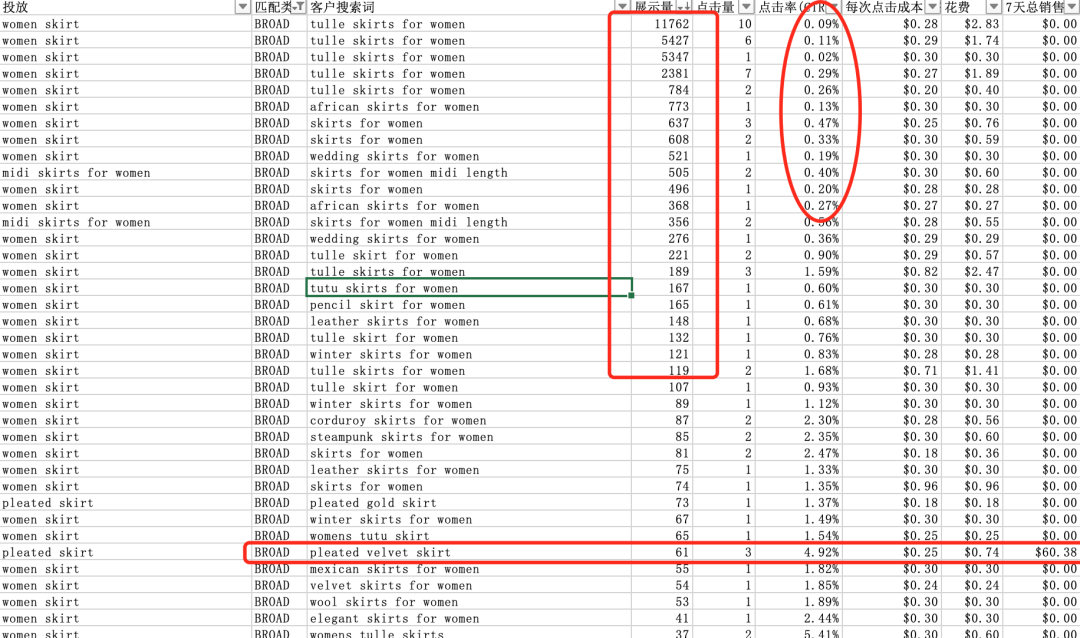 投放 匹配类 客户搜索词 展示量 点击量 点击率(CTR 每次点击成本 花费 7天总销售
women skirt BROAD tulle skirts for women 11762 10 0.09% $0.28 $2.83 $0.00
women skirt BROAD tulle skirts for women 5427 6 0.11% $0.29 $1.74 $0.00
women skirt BROAD tulle skirts for women 5347 1 0.02% $0.30 $0.30 $0.00
women skirt BROAD tulle skirts for women 2381 7 0.29% $0.27 $1.89 $0.00
women skirt BROAD tulle skirts for women 784 2 0.26% $0.20 $0.40 $0.00
women skirt BROAD african skirts for women 773 1 0.13% $0.30 $0.30 $0.00
women skirt BROAD skirts for women 637 3 0.47% $0.25 $0.76 $0.00
women skirt BROAD skirts for women 608 2 0.33% $0.30 $0.59 $0.00
women skirt BROAD wedding skirts for women 521 1 0.19% $0.30 $0.30 $0.00
midi skirts for women BROAD skirts for women midi length 505 2 0.40% $0.30 $0.60 $0.00
women skirt BROAD skirts for women 496 1 0.20% $0.28 $0.28 $0.00
women skirt BROAD african skirts for women 368 1 0.27% $0.27 $0.27 $0.00
midi skirts for women BROAD skirts for women midi length 356 2 0.56% $0.28 $0.55 $0.00
women skirt BROAD wedding skirts for women 276 1 0.36% $0.29 $0.29 $0.00
women skirt BROAD tulle skirt for women 221 2 0.90% $0.29 $0.57 $0.00
women skirt BROAD tulle skirts for women 189 3 1.59% $0.82 $2.47 $0.00
women skirt BROAD tutu skirts for women 167 1 0.60% $0.30 $0.30 $0.00
women skirt BROAD pencil skirt for women 165 1 0.61% $0.30 $0.30 $0.00
women skirt BROAD leather skirts for women 148 1 0.68% $0.30 $0.30 $0.00
women skirt BROAD tulle skirt for women 132 1 0.76% $0.30 $0.30 $0.00
women skirt BROAD winter skirts for women 121 1 0.83% $0.28 $0.28 $0.00
women skirt BROAD tulle skirts for women 119 2 1.68% $0.71 $1.41 $0.00
women skirt BROAD tulle skirt for women 107 1 0.93% $0.30 $0.30 $0.00
women skirt BROAD winter skirts for women 89 1 1.12% $0.30 $0.30 $0.00
women skirt BROAD corduroy skirts for women 87 2 2.30% $0.28 $0.56 $0.00
women skirt BROAD steampunk skirts for women 85 2 2.35% $0.30 $0.60 $0.00
women skirt BROAD skirts for women 81 2 2.47% $0.18 $0.36 $0.00
women skirt BROAD leather skirts for women 75 1 1.33% $0.30 $0.30 $0.00
women skirt BROAD skirts for women 74 1 1.35% $0.96 $0.96 $0.00
pleated skirt BROAD pleated gold skirt 73 1 1.37% $0.18 $0.18 $0.00
women skirt BROAD winter skirts for women 67 1 1.49% $0.30 $0.30 $0.00
women skirt BROAD womens tutu skirt 65 1 1.54% $0.25 $0.25 $0.00
pleated skirt BROAD pleated velvet skirt 61 3 4.92% $0.25 $0.74 $60.38
women skirt BROAD mexican skirts for women 55 1 1.82% $0.30 $0.30 $0.00
women skirt BROAD velvet skirts for women 54 1 1.85% $0.24 $0.24 $0.00
women skirt BROAD wool skirts for women 53 1 1.89% $0.30 $0.30 $0.00
women skirt BROAD elegant skirts for women 41 1 2.44% $0.30 $0.30 $0.00
women skirt BROAD womens tulle skirts 37 2 5.41% $0.30 $0.60 $0.00